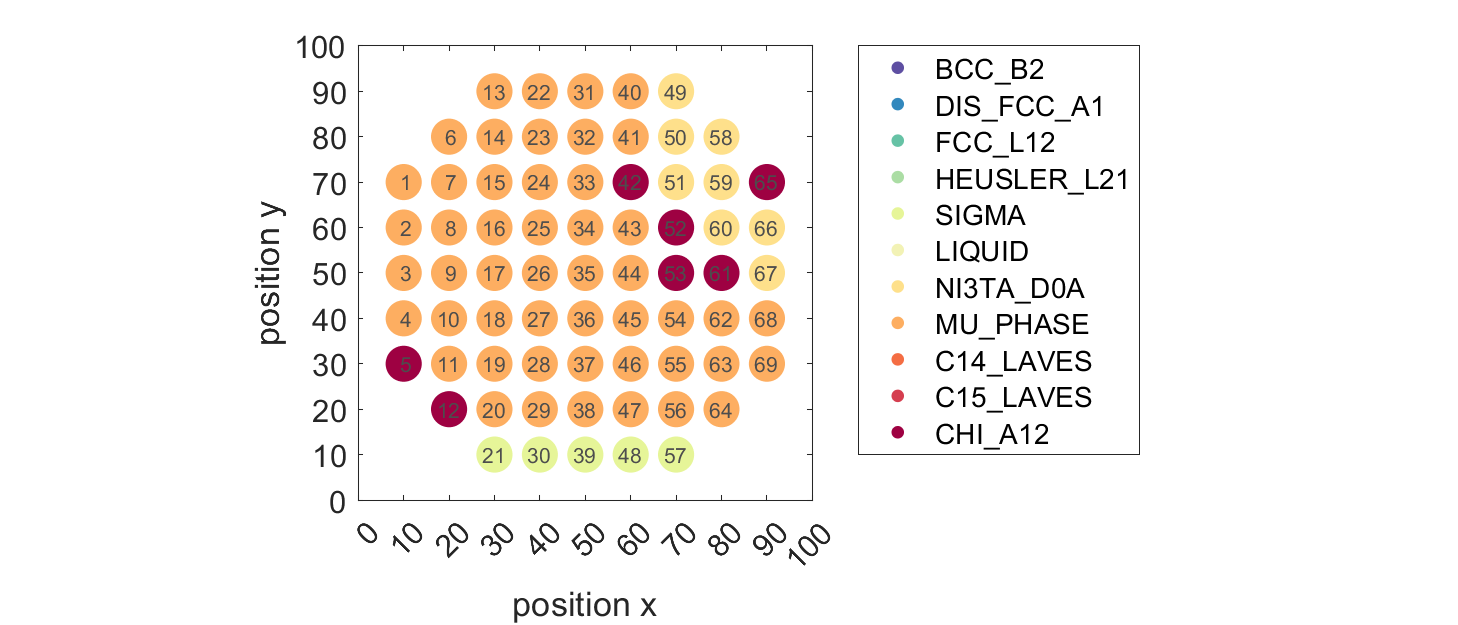 100
90
80
70
60
50
40
30
20
10
0
position y
13 22 31 40 49
6 14 23 32 41 50 58
1 7 15 24 33 42 51 59 65
2 8 16 25 34 43 52 60 66
3 9 17 26 35 44 53 61 67
4 10 18 27 36 45 54 62 68
5 11 19 28 37 46 55 63 69
12 20 29 38 47 56 64
21 30 39 48 57
0 10 20 30 40 50 60 70 80 90 100
position x
BCC_B2
DIS_FCC_A1
FCC_L12
HEUSLER_L21
SIGMA
LIQUID
NI3TA_D0A
MU_PHASE
C14_LAVES
C15_LAVES
CHI_A12